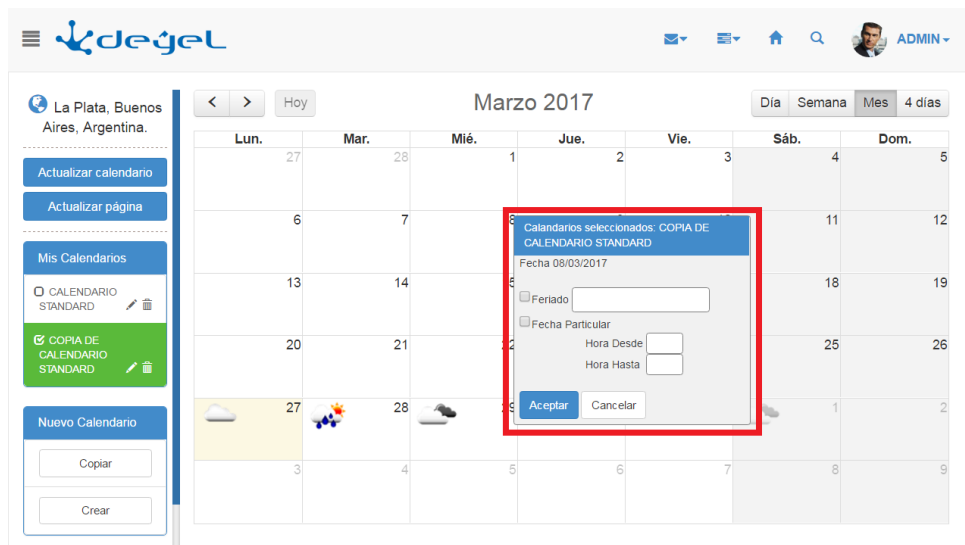 deyel
ADMIN
La Plata, Buenos
Aires, Argentina.
Actualizar calendario
Actualizar página
Mis Calendarios
CALENDARIO
STANDARD
COPIA DE
CALENDARIO
STANDARD
Nuevo Calendario
Copiar
Crear
Hoy
Marzo 2017
Día Semana Mes 4 días
Lun. Mar. Mié. Jue. Vie. Sáb. Dom.
27 28 1 2 3 4 5
6 7 11 12
13 14 18 19
20 21 25 26
27 28 1 2
3 4 5 6 7 8 9
Calandarios seleccionados: COPIA DE
CALENDARIO STANDARD
Fecha 08/03/2017
Feriado
Fecha Particular
Hora Desde
Hora Hasta
Aceptar Cancelar